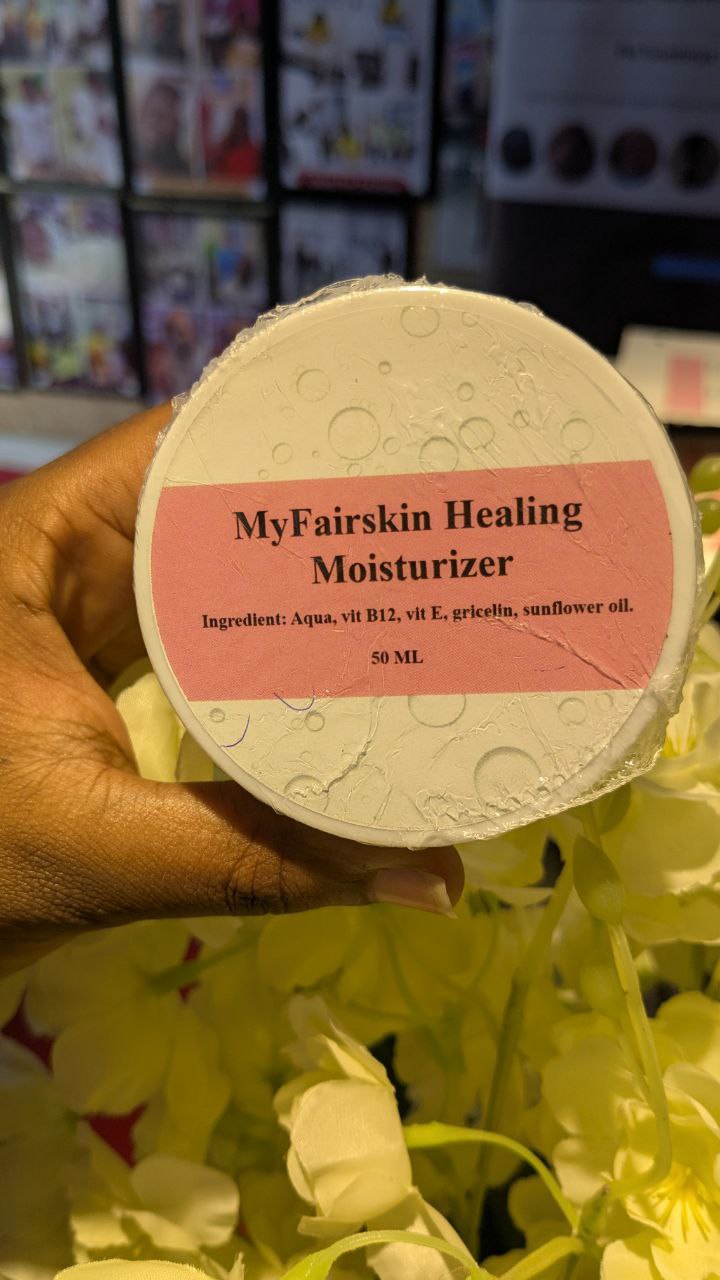 MyFairskin Healing
Moisturizer
Ingredient: Aqua, vit B12, vit E, gricelin, sunflower oil.
50 ML